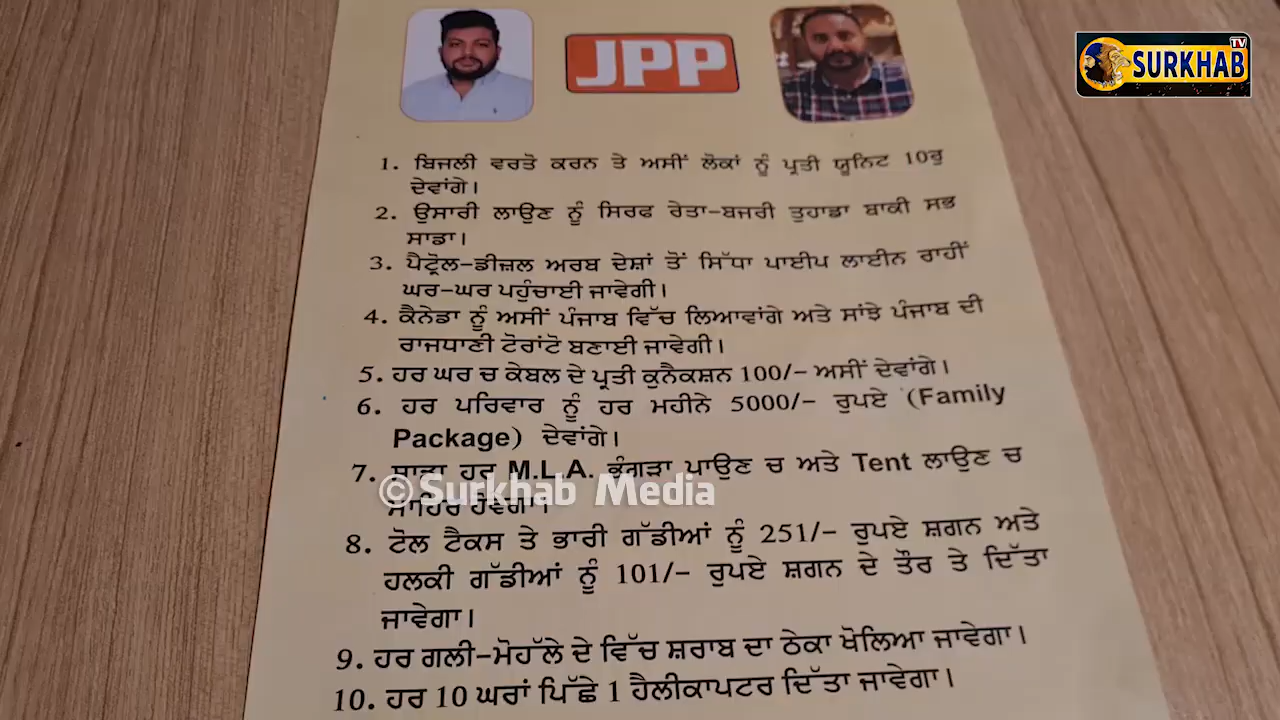 JPP
SURKHAB TV
1. ਬਿਜਲੀ ਵਰਤੋ ਕਰਨ ਤੇ ਅਸੀਂ ਲੋਕਾਂ ਨੂੰ ਪ੍ਰਤੀ ਯੂਨਿਟ 10ਰੁ
ਦੇਵਾਂਗੇ।
2. ਉਸਾਰੀ ਲਾਉਣ ਨੂੰ ਸਿਰਫ ਰੇਤਾ-ਬਜਰੀ ਤੁਹਾਡਾ ਬਾਕੀ ਸਭ
ਸਾਡਾ।
3. ਪੈਟ੍ਰੋਲ-ਡੀਜ਼ਲ ਅਰਬ ਦੇਸ਼ਾਂ ਤੋਂ ਸਿੱਧਾ ਪਾਈਪ ਲਾਈਨ ਰਾਹੀਂ
ਘਰ-ਘਰ ਪਹੁੰਚਾਈ ਜਾਵੇਗੀ।
4. ਕੈਨੇਡਾ ਨੂੰ ਅਸੀਂ ਪੰਜਾਬ ਵਿੱਚ ਲਿਆਵਾਂਗੇ ਅਤੇ ਸਾਂਝੇ ਪੰਜਾਬ ਦੀ
ਰਾਜਧਾਣੀ ਟੋਰਾਂਟੋ ਬਣਾਈ ਜਾਵੇਗੀ।
5. ਹਰ ਘਰ ਚ ਕੇਬਲ ਦੇ ਪ੍ਰਤੀ ਕੁਨੈਕਸ਼ਨ 100/- ਅਸੀਂ ਦੇਵਾਂਗੇ।
6. ਹਰ ਪਰਿਵਾਰ ਨੂੰ ਹਰ ਮਹੀਨੇ 5000/- ਰੁਪਏ (Family
Package) ਦੇਵਾਂਗੇ।
7. ਸਾਡਾ ਹਰ M.L.A. ਭੰਗੜਾ ਪਾਉਣ ਚ ਅਤੇ Tent ਲਾਉਣ ਚ
ਮਾਹਿਰ ਹੋਵੇਗਾ।
©Surkhab Media
8. ਟੋਲ ਟੈਕਸ ਤੇ ਭਾਰੀ ਗੱਡੀਆਂ ਨੂੰ 251/- ਰੁਪਏ ਸ਼ਗਨ ਅਤੇ
ਹਲਕੀ ਗੱਡੀਆਂ ਨੂੰ 101/- ਰੁਪਏ ਸ਼ਗਨ ਦੇ ਤੌਰ ਤੇ ਦਿੱਤਾ
ਜਾਵੇਗਾ।
9. ਹਰ ਗਲੀ-ਮੋਹੱਲੇ ਦੇ ਵਿੱਚ ਸ਼ਰਾਬ ਦਾ ਠੇਕਾ ਖੋਲਿਆ ਜਾਵੇਗਾ।
10. ਹਰ 10 ਘਰਾਂ ਪਿੱਛੇ 1 ਹੈਲੀਕਾਪਟਰ ਦਿੱਤਾ ਜਾਵੇਗਾ।